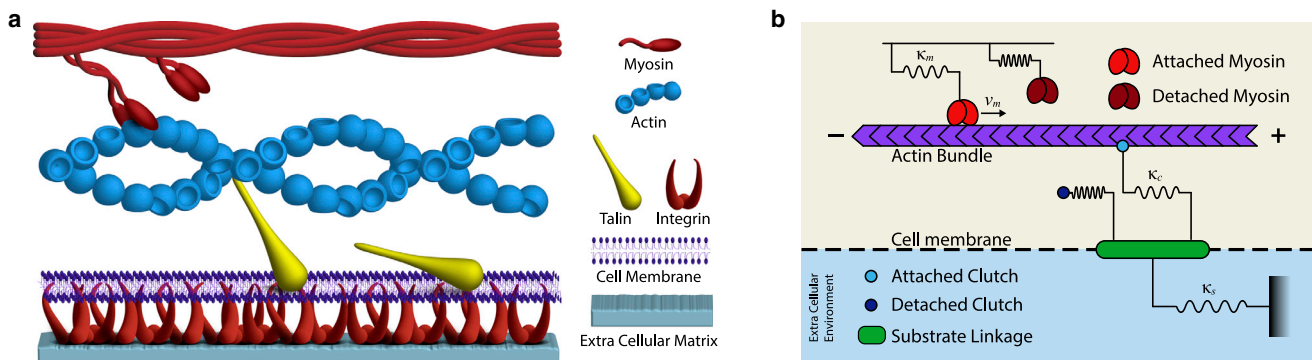 a
Myosin
Actin
Talin
Integrin
Cell Membrane
Extra Cellular Matrix
b
κm
Attached Myosin
Detached Myosin
vm
−
+
Actin Bundle
κc
Cell membrane
Extra Cellular
Environment
Attached Clutch
Detached Clutch
Substrate Linkage
κs